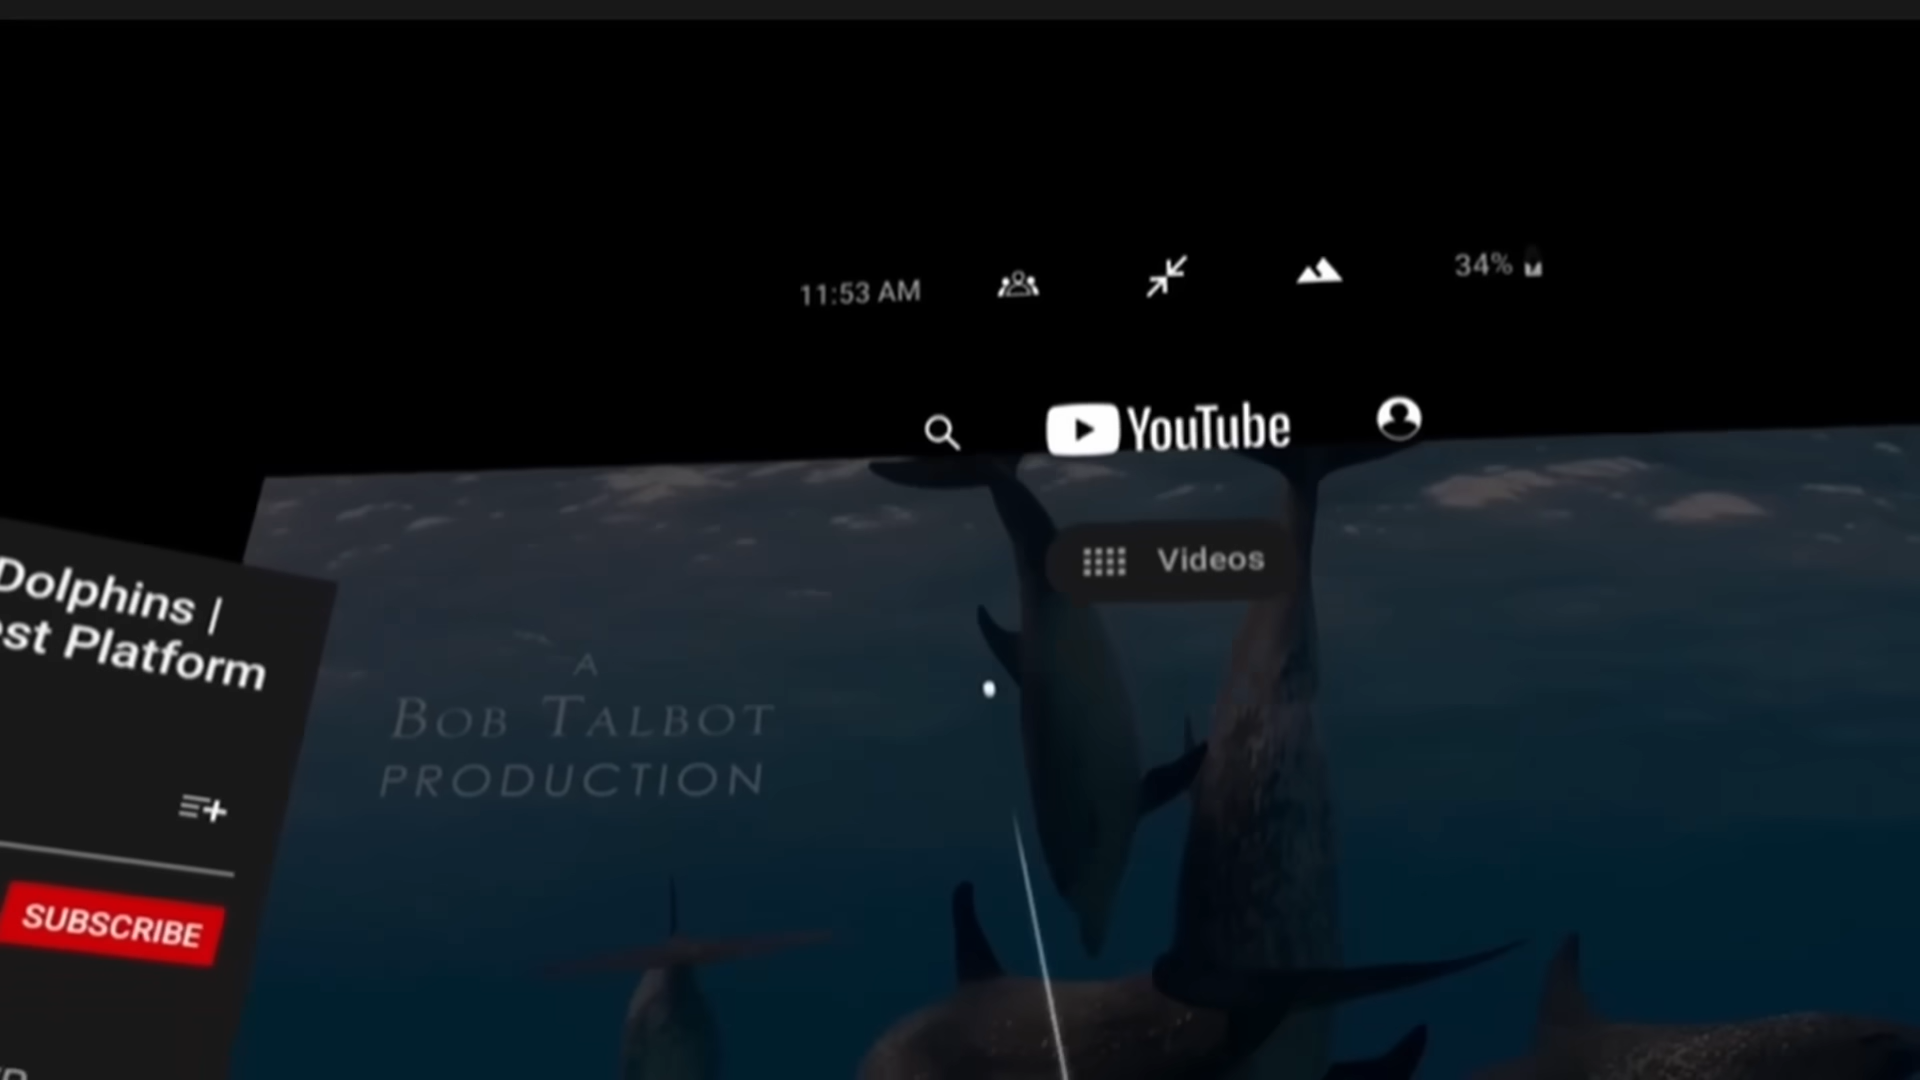 11:53 AM
34%
YouTube
Videos
Dolphins |
st Platform
A
BOB TALBOT
PRODUCTION
SUBSCRIBE